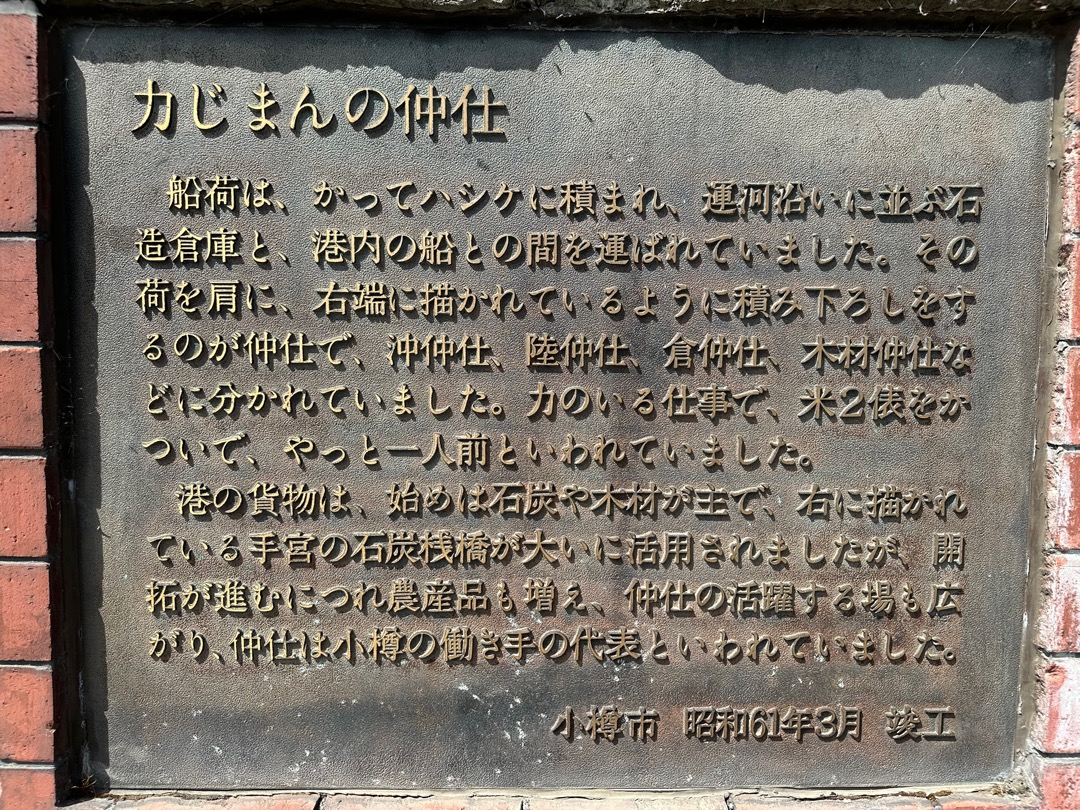 力じまんの仲仕
船荷は、かってハシケに積まれ、運河沿いに並ぶ石
造倉庫と、港内の船との間を運ばれていました。その
荷を肩に、右端に描かれているように積み下ろしをす
るのが仲仕で、沖仲仕、陸仲仕、倉仲仕、木材仲仕な
どに分かれていました。力のいる仕事で、米2俵をか
ついで、やっと一人前といわれていました。
港の貨物は、始めは石炭や木材が主で、右に描かれ
ている手宮の石炭桟橋が大いに活用されましたが、開
拓が進むにつれ農産品も増え、仲仕の活躍する場も広
がり、仲仕は小樽の働き手の代表といわれていました。
小樽市 昭和61年3月 竣工